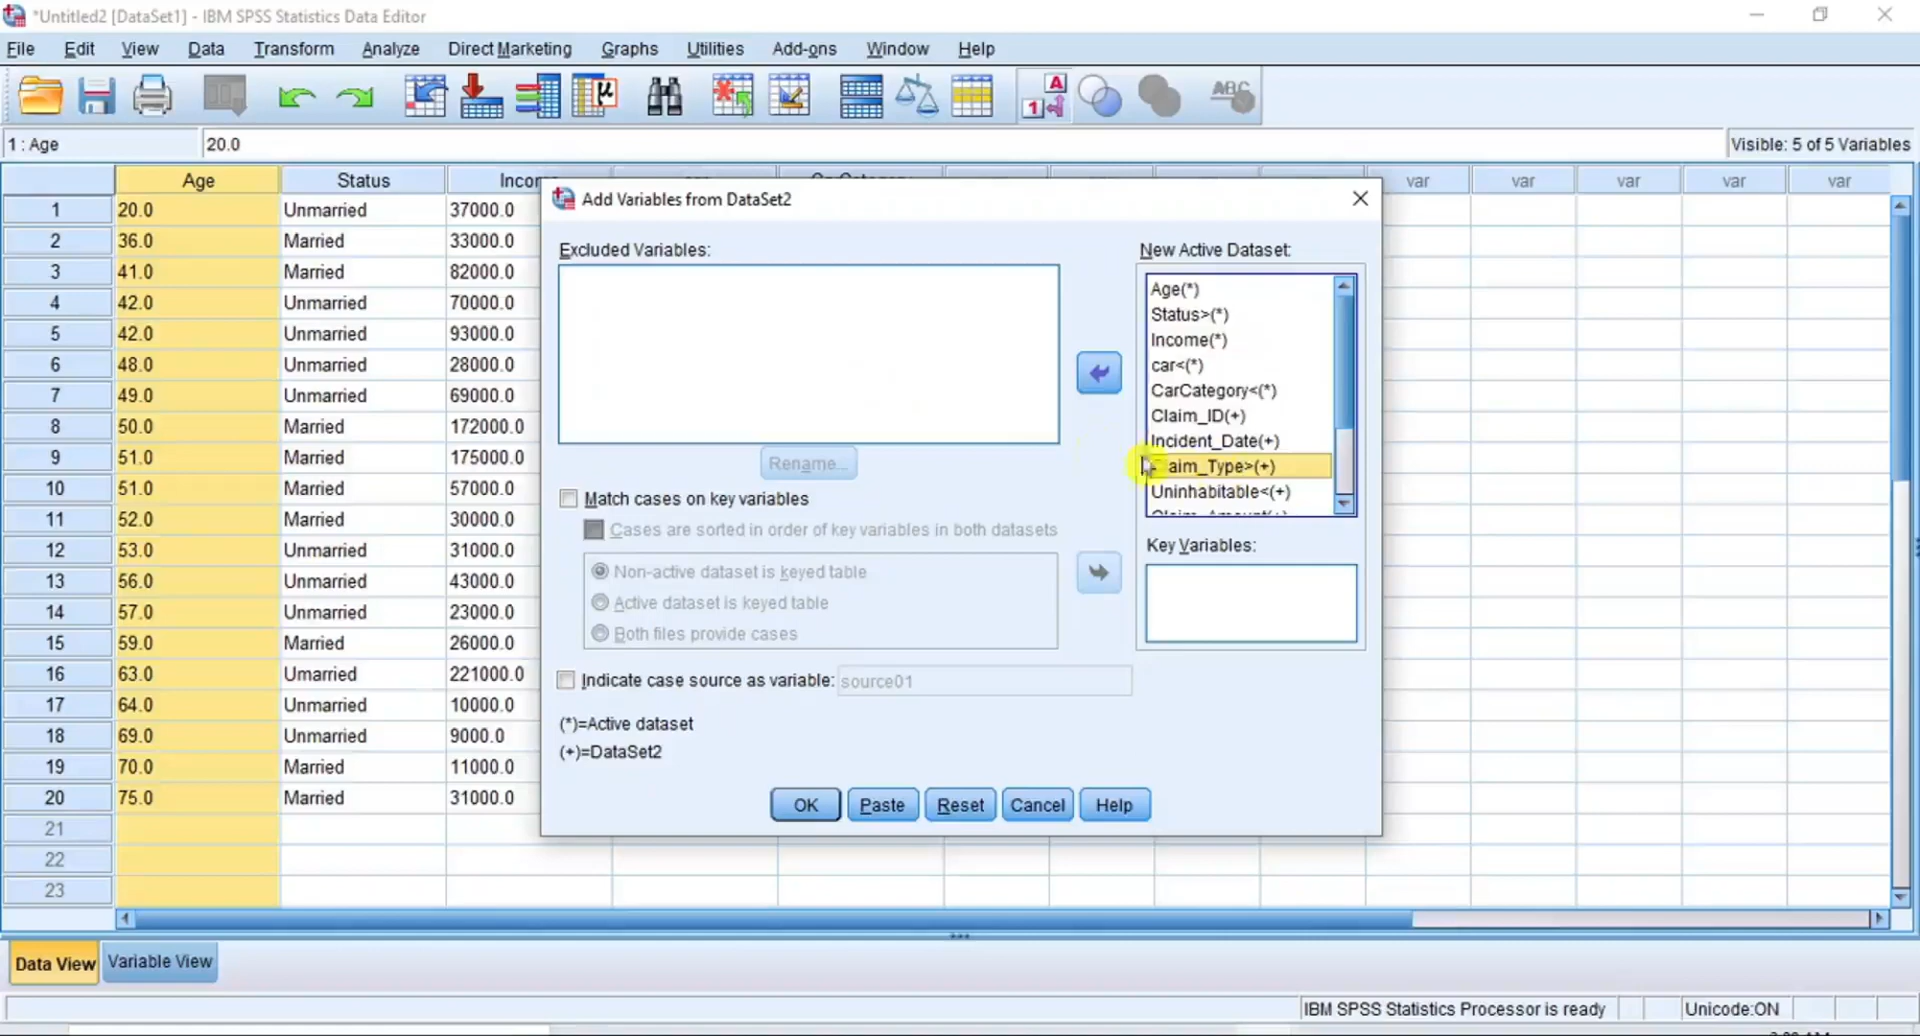 *Untitled2 [DataSet1] - IBM SPSS Statistics Data Editor
File Edit View Data Transform Analyze Direct Marketing Graphs Utilities Add-ons Window Help
1 : Age 20.0 Visible: 5 of 5 Variables
Age Status var var var var var
1 20.0 Unmarried 37000.0
2 36.0 Married 33000.0
3 41.0 Married 82000.0
4 42.0 Unmarried 70000.0
5 42.0 Unmarried 93000.0
6 48.0 Unmarried 28000.0
7 49.0 Unmarried 69000.0
8 50.0 Married 172000.0
9 51.0 Married 175000.0
10 51.0 Married 57000.0
11 52.0 Married 30000.0
12 53.0 Unmarried 31000.0
13 56.0 Unmarried 43000.0
14 57.0 Unmarried 23000.0
15 59.0 Married 26000.0
16 63.0 Umarried 221000.0
17 64.0 Unmarried 10000.0
18 69.0 Unmarried 9000.0
19 70.0 Married 11000.0
20 75.0 Married 31000.0
21
22
23
Add Variables from DataSet2
Excluded Variables:
Rename...
Match cases on key variables
Cases are sorted in order of key variables in both datasets
Non-active dataset is keyed table
Active dataset is keyed table
Both files provide cases
Indicate case source as variable: source01
(*)=Active dataset
(+)=DataSet2
New Active Dataset:
Age(*)
Status>(*)
Income(*)
car<(*)
CarCategory<(*)
Claim_ID(+)
Incident_Date(+)
Claim_Type>(+)
Uninhabitable<(+)
Key Variables:
OK Paste Reset Cancel Help
Data View Variable View
IBM SPSS Statistics Processor is ready Unicode:ON